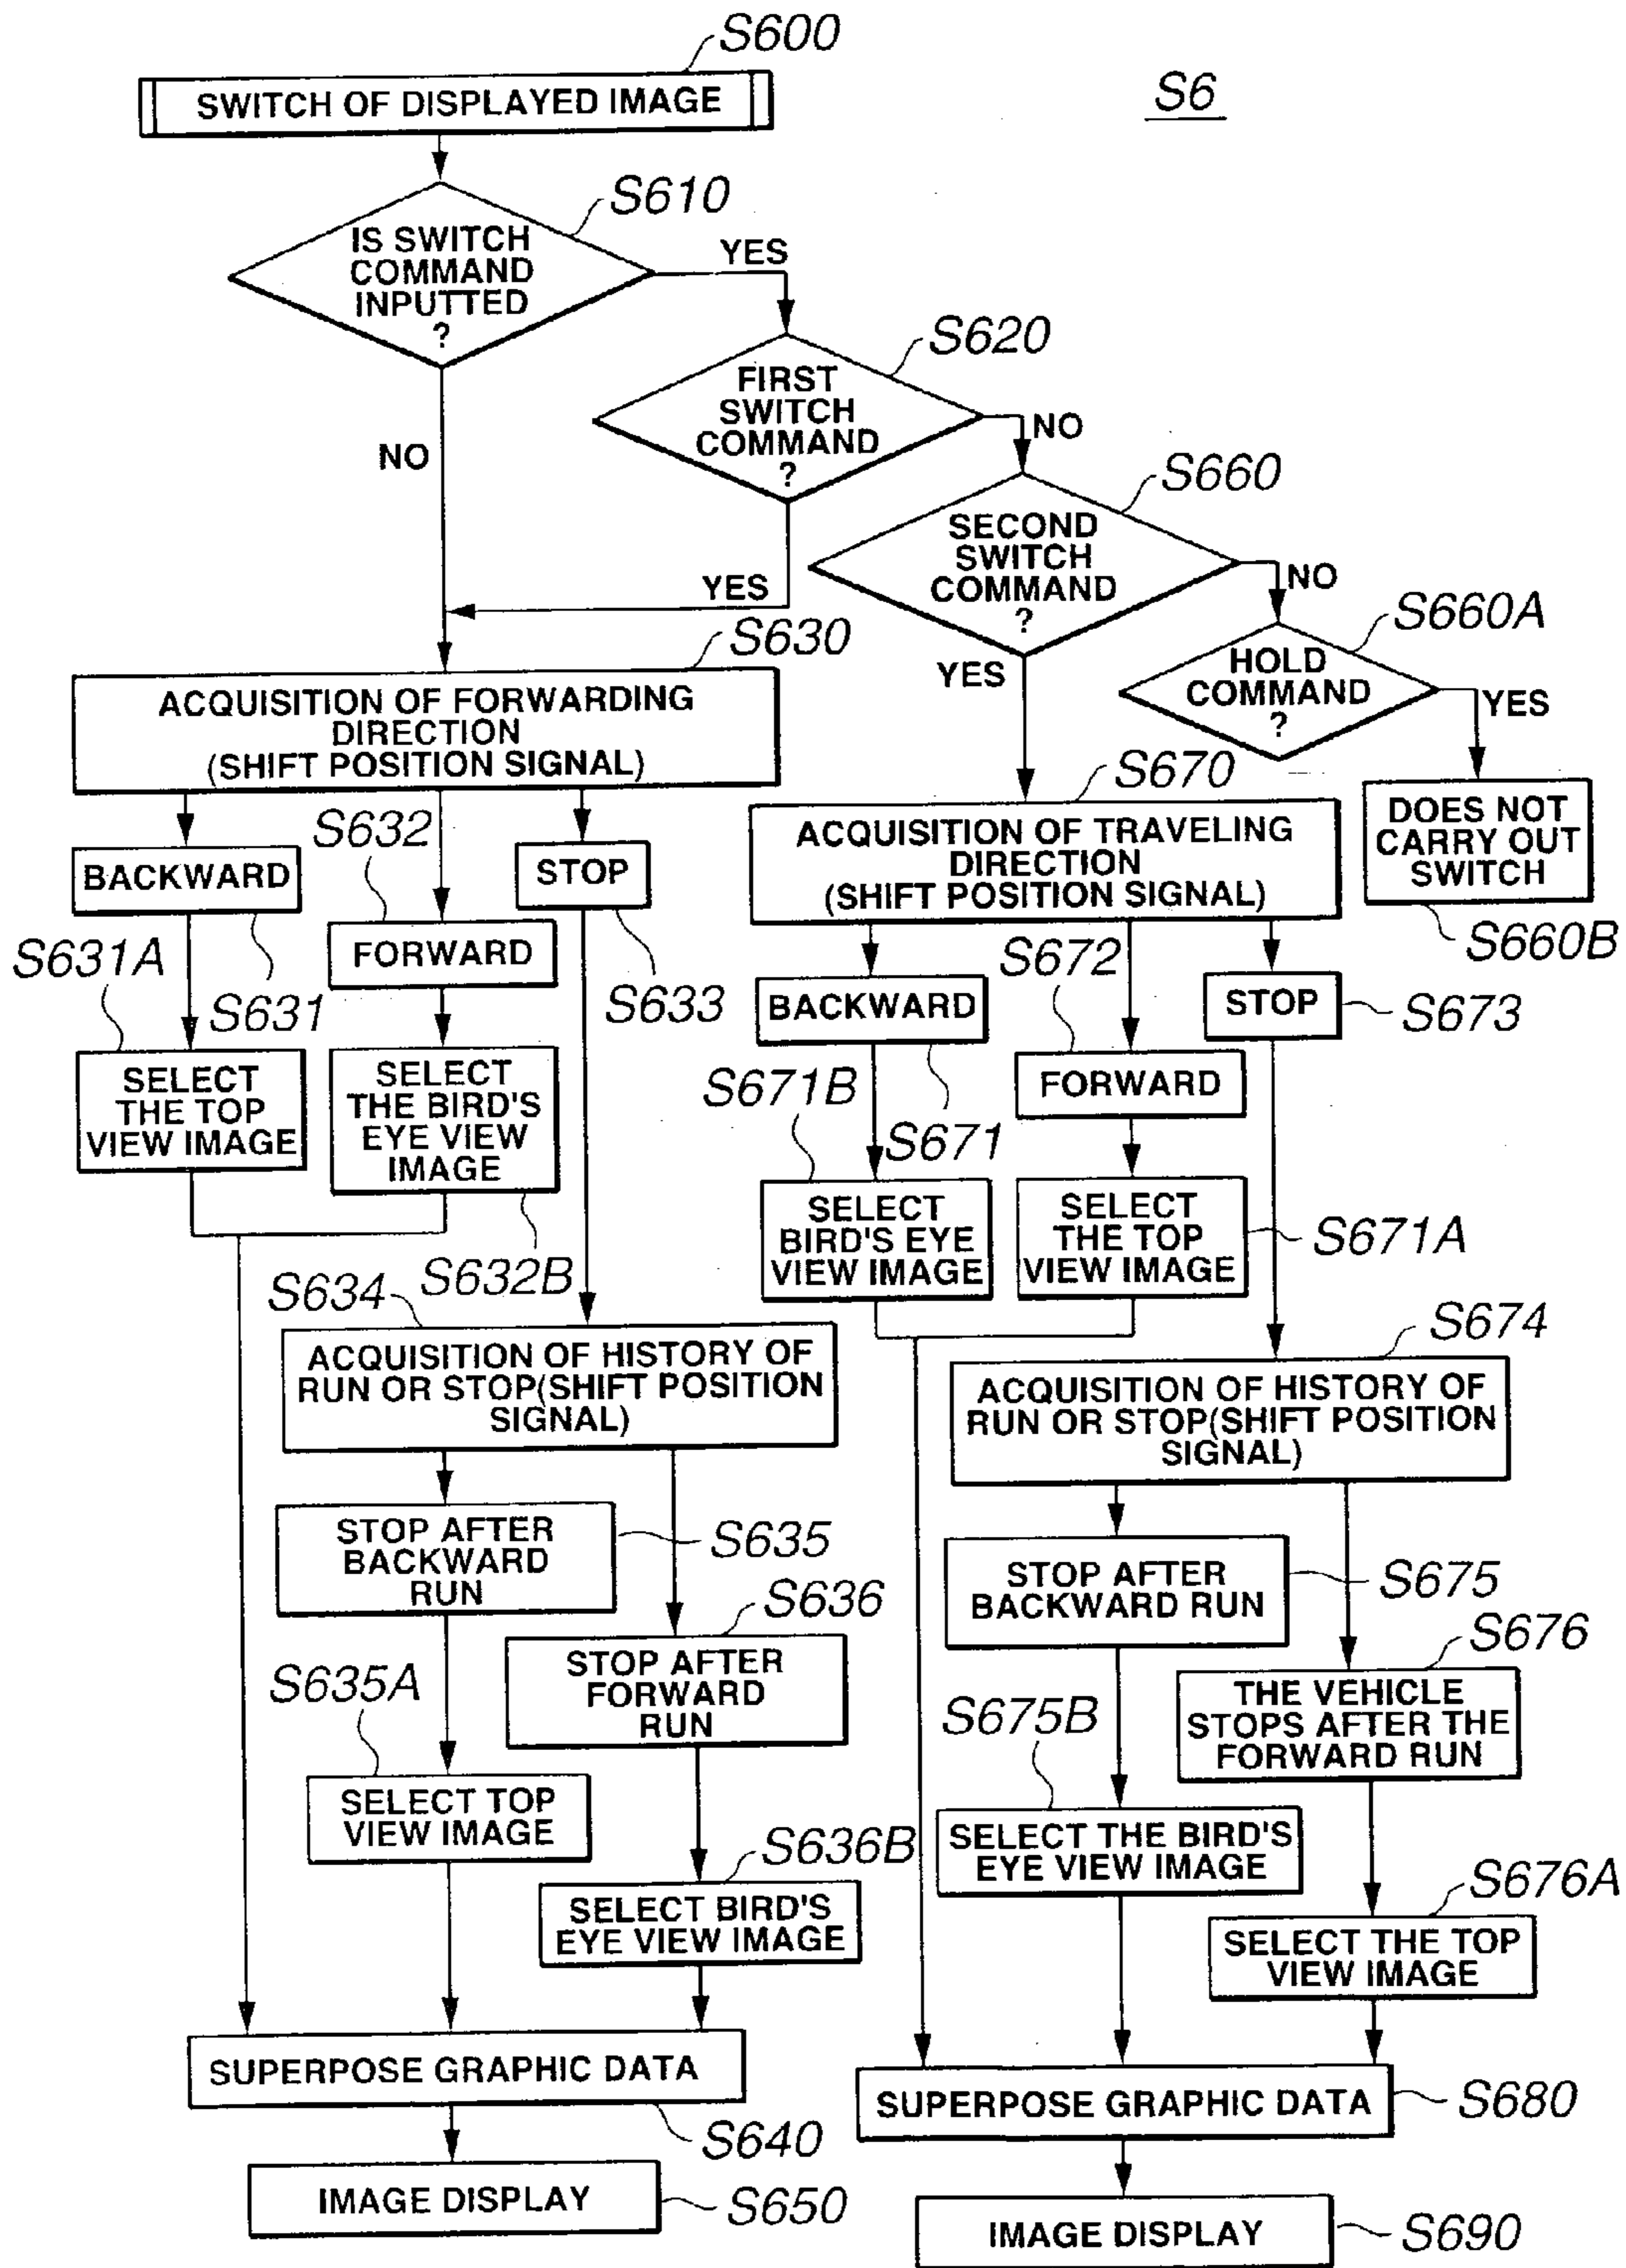 S600
SWITCH OF DISPLAYED IMAGE
S6
S610
IS SWITCH
COMMAND
INPUTTED
?
YES
NO
S620
FIRST
SWITCH
COMMAND
?
NO
YES
S660
SECOND
SWITCH
COMMAND
?
NO
YES
S660A
HOLD
COMMAND
?
YES
DOES NOT
CARRY OUT
SWITCH
S660B
S630
ACQUISITION OF FORWARDING
DIRECTION
(SHIFT POSITION SIGNAL)
BACKWARD
S631
S632
FORWARD
STOP
S633
S631A
SELECT
THE TOP
VIEW IMAGE
SELECT
THE BIRD'S
EYE VIEW
IMAGE
S632B
S634
ACQUISITION OF HISTORY OF
RUN OR STOP(SHIFT POSITION
SIGNAL)
STOP AFTER
BACKWARD
RUN
S635
S636
STOP AFTER
FORWARD
RUN
S635A
SELECT TOP
VIEW IMAGE
S636B
SELECT BIRD'S
EYE VIEW IMAGE
SUPERPOSE GRAPHIC DATA
S640
IMAGE DISPLAY
S650
S670
ACQUISITION OF TRAVELING
DIRECTION
(SHIFT POSITION SIGNAL)
BACKWARD
S671
S672
FORWARD
STOP
S673
S671B
SELECT
BIRD'S EYE
VIEW IMAGE
SELECT
THE TOP
VIEW IMAGE
S671A
S674
ACQUISITION OF HISTORY OF
RUN OR STOP(SHIFT POSITION
SIGNAL)
STOP AFTER
BACKWARD RUN
S675
S676
THE VEHICLE
STOPS AFTER THE
FORWARD RUN
S675B
SELECT THE BIRD'S
EYE VIEW IMAGE
S676A
SELECT THE TOP
VIEW IMAGE
SUPERPOSE GRAPHIC DATA
S680
IMAGE DISPLAY
S690